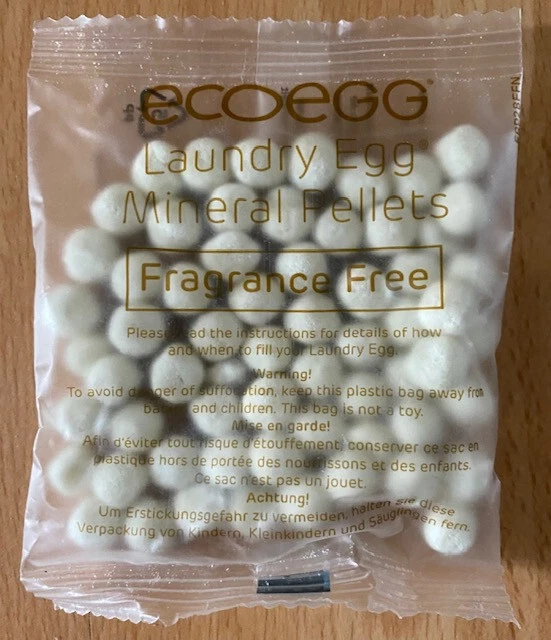 ecoeGG®
Laundry Egg®
Mineral Pellets
Fragrance Free
Please read the instructions for details of how
and when to fill your Laundry Egg.
Warning!
To avoid danger of suffocation, keep this plastic bag away from
babies and children. This bag is not a toy.
Mise en garde!
Afin d'éviter tout risque d'étouffement, conserver ce sac en
plastique hors de portée des nourrissons et des enfants.
Ce sac n'est pas un jouet.
Achtung!
Um Erstickungsgefahr zu vermeiden, halten sie diese
Verpackung von Kindern, Kleinkindern und Säuglingen fern.